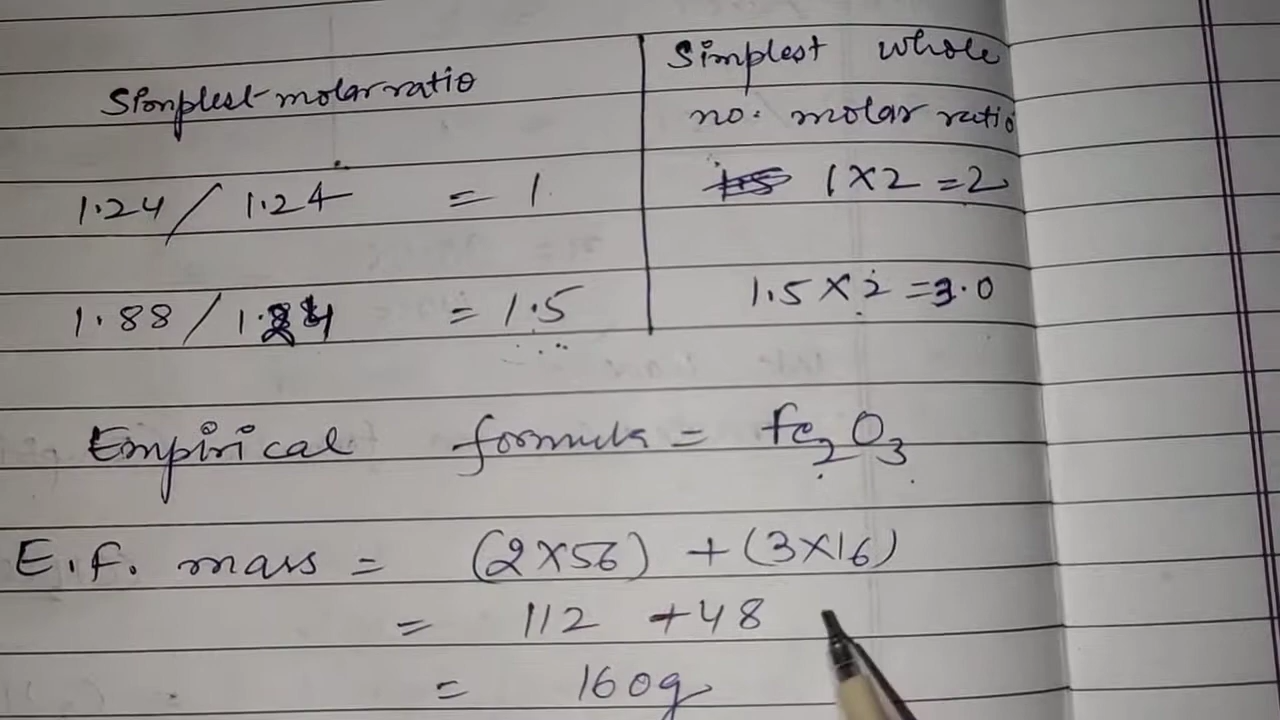 Simplest molar ratio
Simplest whole
no. molar ratio
1.24 / 1.24 = 1
1×2 = 2
1.88 / 1.24 = 1.5
1.5 × 2 = 3.0
Empirical formula = Fe₂O₃
E.F. mass = (2×56) + (3×16)
= 112 + 48
= 160g